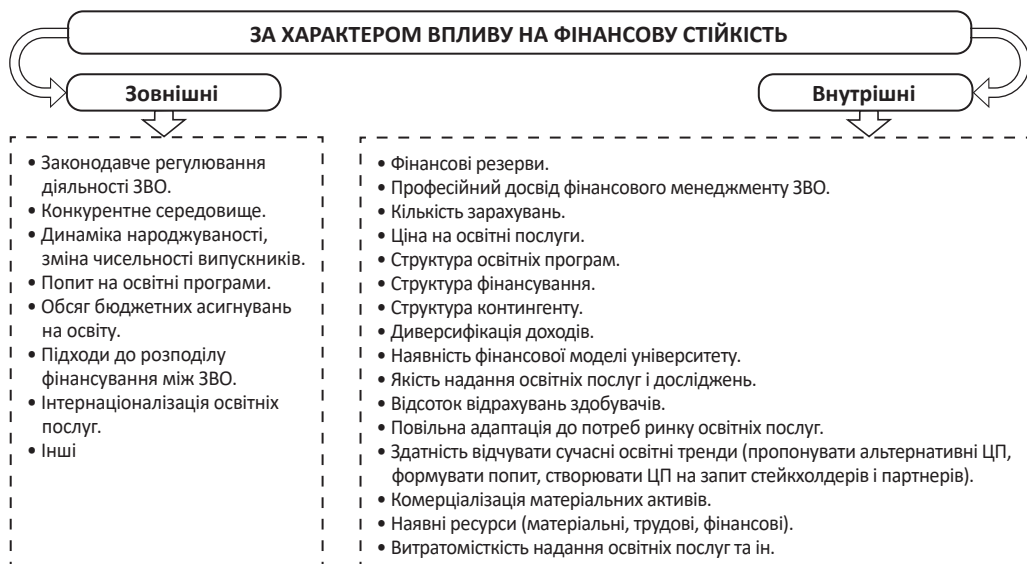 ЗА ХАРАКТЕРОМ ВПЛИВУ НА ФІНАНСОВУ СТІЙКІСТЬ
Зовнішні
• Законодавче регулювання
діяльності ЗВО.
• Конкурентне середовище.
• Динаміка народжуваності,
зміна чисельності випускників.
• Попит на освітні програми.
• Обсяг бюджетних асигнувань
на освіту.
• Підходи до розподілу
фінансування між ЗВО.
• Інтернаціоналізація освітніх
послуг.
• Інші
Внутрішні
• Фінансові резерви.
• Професійний досвід фінансового менеджменту ЗВО.
• Кількість зарахувань.
• Ціна на освітні послуги.
• Структура освітніх програм.
• Структура фінансування.
• Структура контингенту.
• Диверсифікація доходів.
• Наявність фінансової моделі університету.
• Якість надання освітніх послуг і досліджень.
• Відсоток відрахувань здобувачів.
• Повільна адаптація до потреб ринку освітніх послуг.
• Здатність відчувати сучасні освітні тренди (пропонувати альтернативні ЦП,
формувати попит, створювати ЦП на запит стейкхолдерів і партнерів).
• Комерціалізація матеріальних активів.
• Наявні ресурси (матеріальні, трудові, фінансові).
• Витратомісткість надання освітніх послуг та ін.